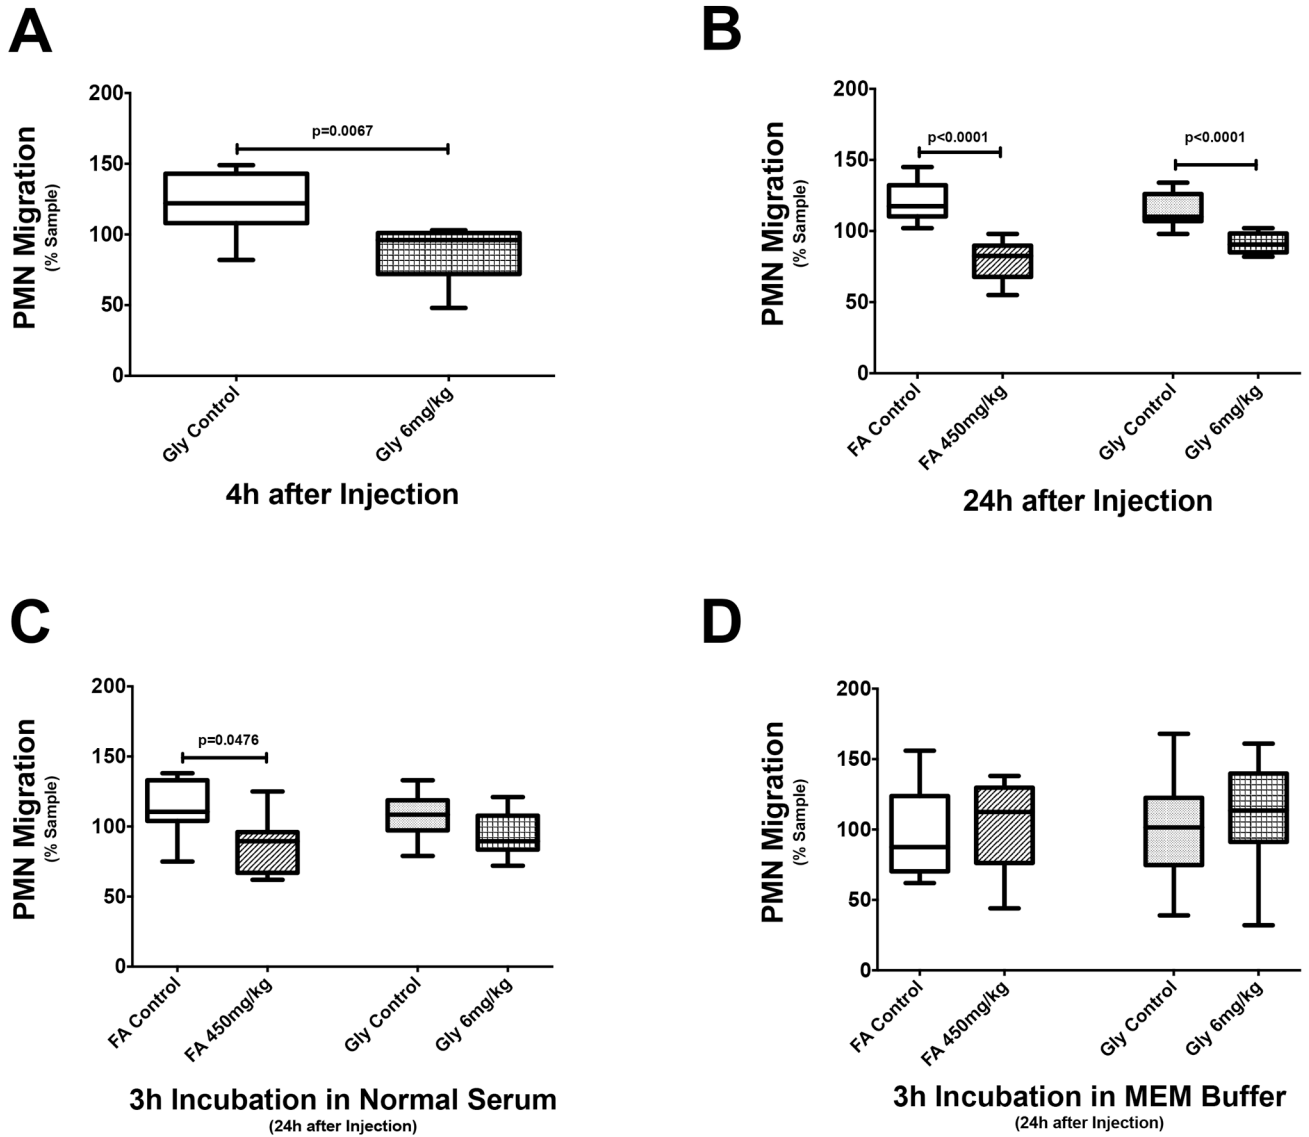 A
200
150
100
50
0
PMN Migration
(% Sample)
p=0.0067
Gly Control
Gly 6mg/kg
4h after Injection
B
200
150
100
50
0
PMN Migration
(% Sample)
p<0.0001
p<0.0001
FA Control
FA 450mg/kg
Gly Control
Gly 6mg/kg
24h after Injection
C
200
150
100
50
0
PMN Migration
(% Sample)
p=0.0476
FA Control
FA 450mg/kg
Gly Control
Gly 6mg/kg
3h Incubation in Normal Serum
(24h after Injection)
D
200
150
100
50
0
PMN Migration
(% Sample)
FA Control
FA 450mg/kg
Gly Control
Gly 6mg/kg
3h Incubation in MEM Buffer
(24h after Injection)